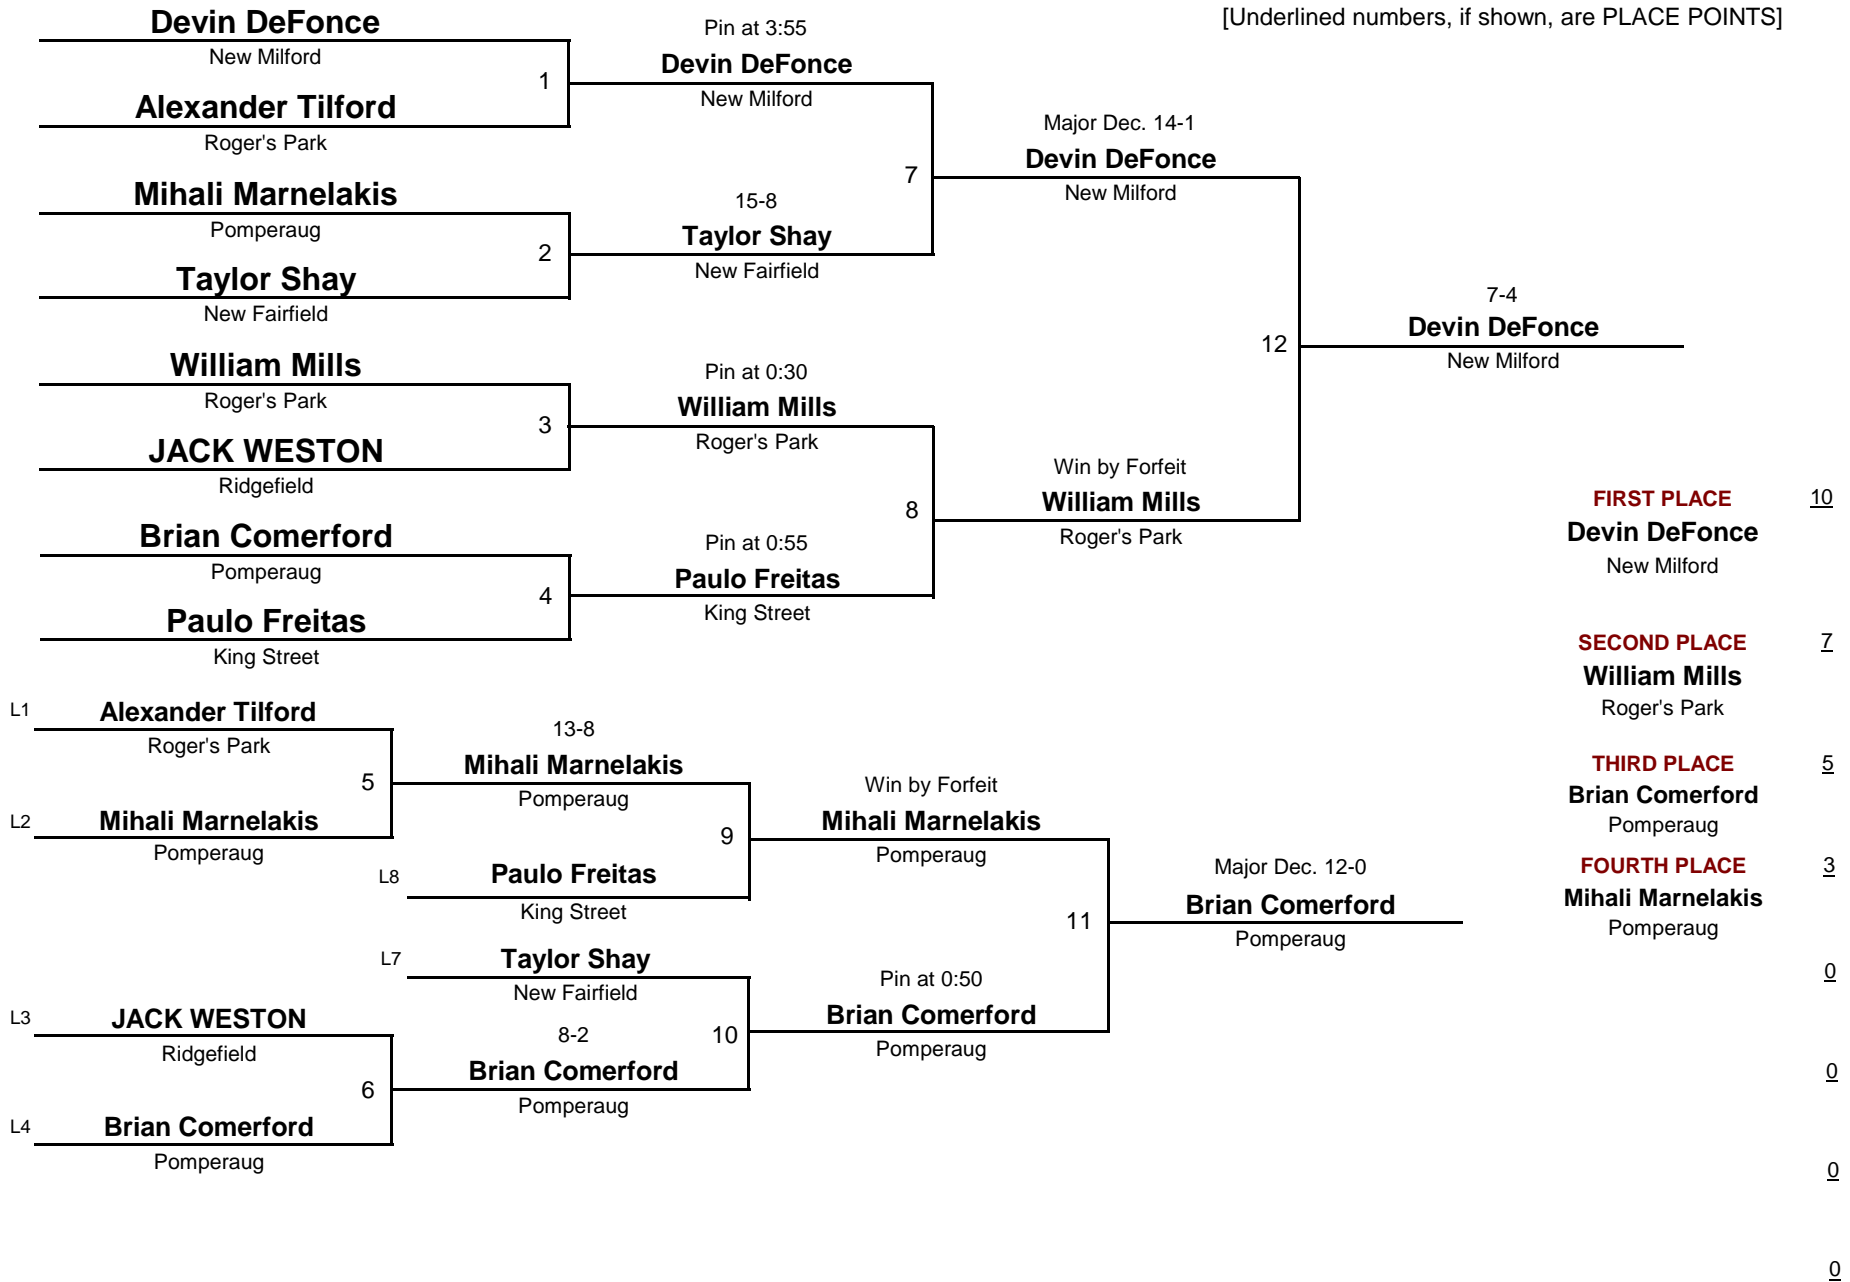 [Underlined numbers, if shown, are PLACE POINTS]
Devin DeFonce
New Milford
1
Alexander Tilford
Roger's Park
Mihali Marnelakis
Pomperaug
2
Taylor Shay
New Fairfield
William Mills
Roger's Park
3
JACK WESTON
Ridgefield
Brian Comerford
Pomperaug
4
Paulo Freitas
King Street
Pin at 3:55
Devin DeFonce
New Milford
7
15-8
Taylor Shay
New Fairfield
Pin at 0:30
William Mills
Roger's Park
8
Pin at 0:55
Paulo Freitas
King Street
Major Dec. 14-1
Devin DeFonce
New Milford
12
Win by Forfeit
William Mills
Roger's Park
7-4
Devin DeFonce
New Milford
L1
Alexander Tilford
Roger's Park
5
L2
Mihali Marnelakis
Pomperaug
L3
JACK WESTON
Ridgefield
6
L4
Brian Comerford
Pomperaug
13-8
Mihali Marnelakis
Pomperaug
9
L8
Paulo Freitas
King Street
L7
Taylor Shay
New Fairfield
10
8-2
Brian Comerford
Pomperaug
Win by Forfeit
Mihali Marnelakis
Pomperaug
11
Pin at 0:50
Brian Comerford
Pomperaug
Major Dec. 12-0
Brian Comerford
Pomperaug
FIRST PLACE 10
Devin DeFonce
New Milford
SECOND PLACE 7
William Mills
Roger's Park
THIRD PLACE 5
Brian Comerford
Pomperaug
FOURTH PLACE 3
Mihali Marnelakis
Pomperaug
0
0
0
0